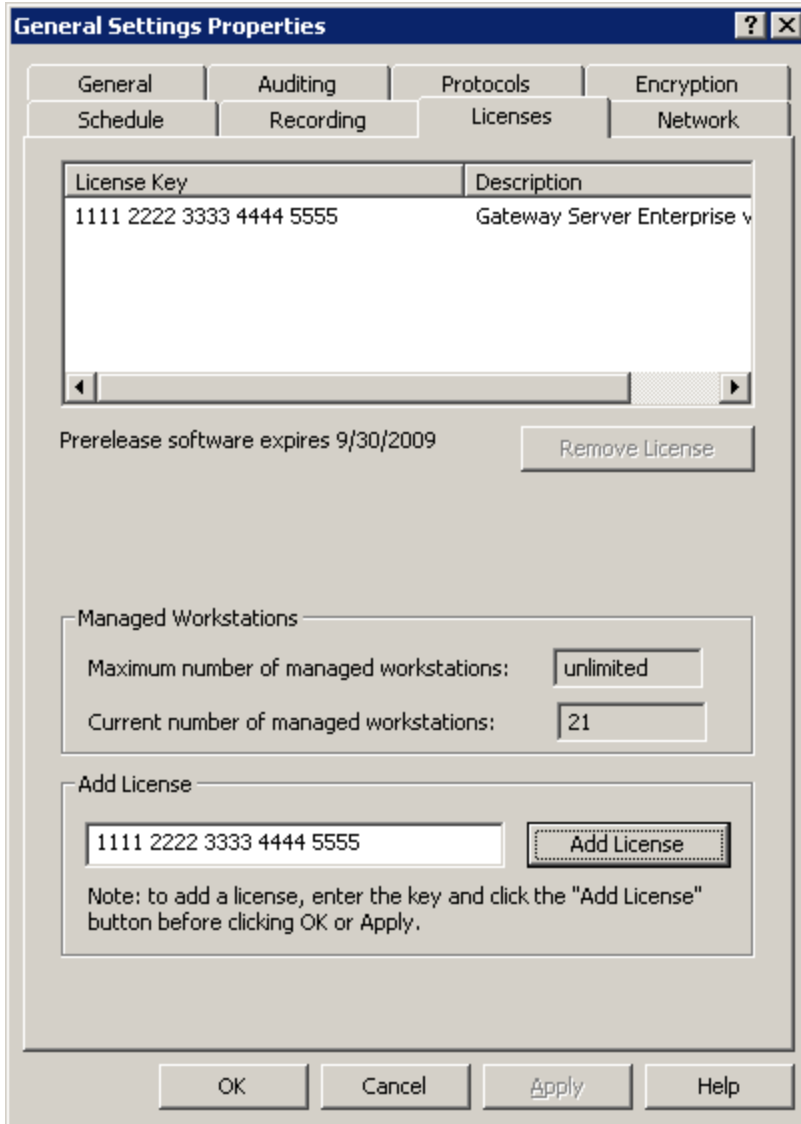 General Settings Properties
General Auditing Protocols Encryption
Schedule Recording Licenses Network
License Key Description
1111 2222 3333 4444 5555 Gateway Server Enterprise v
Prerelease software expires 9/30/2009
Remove License
Managed Workstations
Maximum number of managed workstations: unlimited
Current number of managed workstations: 21
Add License
1111 2222 3333 4444 5555 Add License
Note: to add a license, enter the key and click the "Add License"
button before clicking OK or Apply.
OK Cancel Apply Help